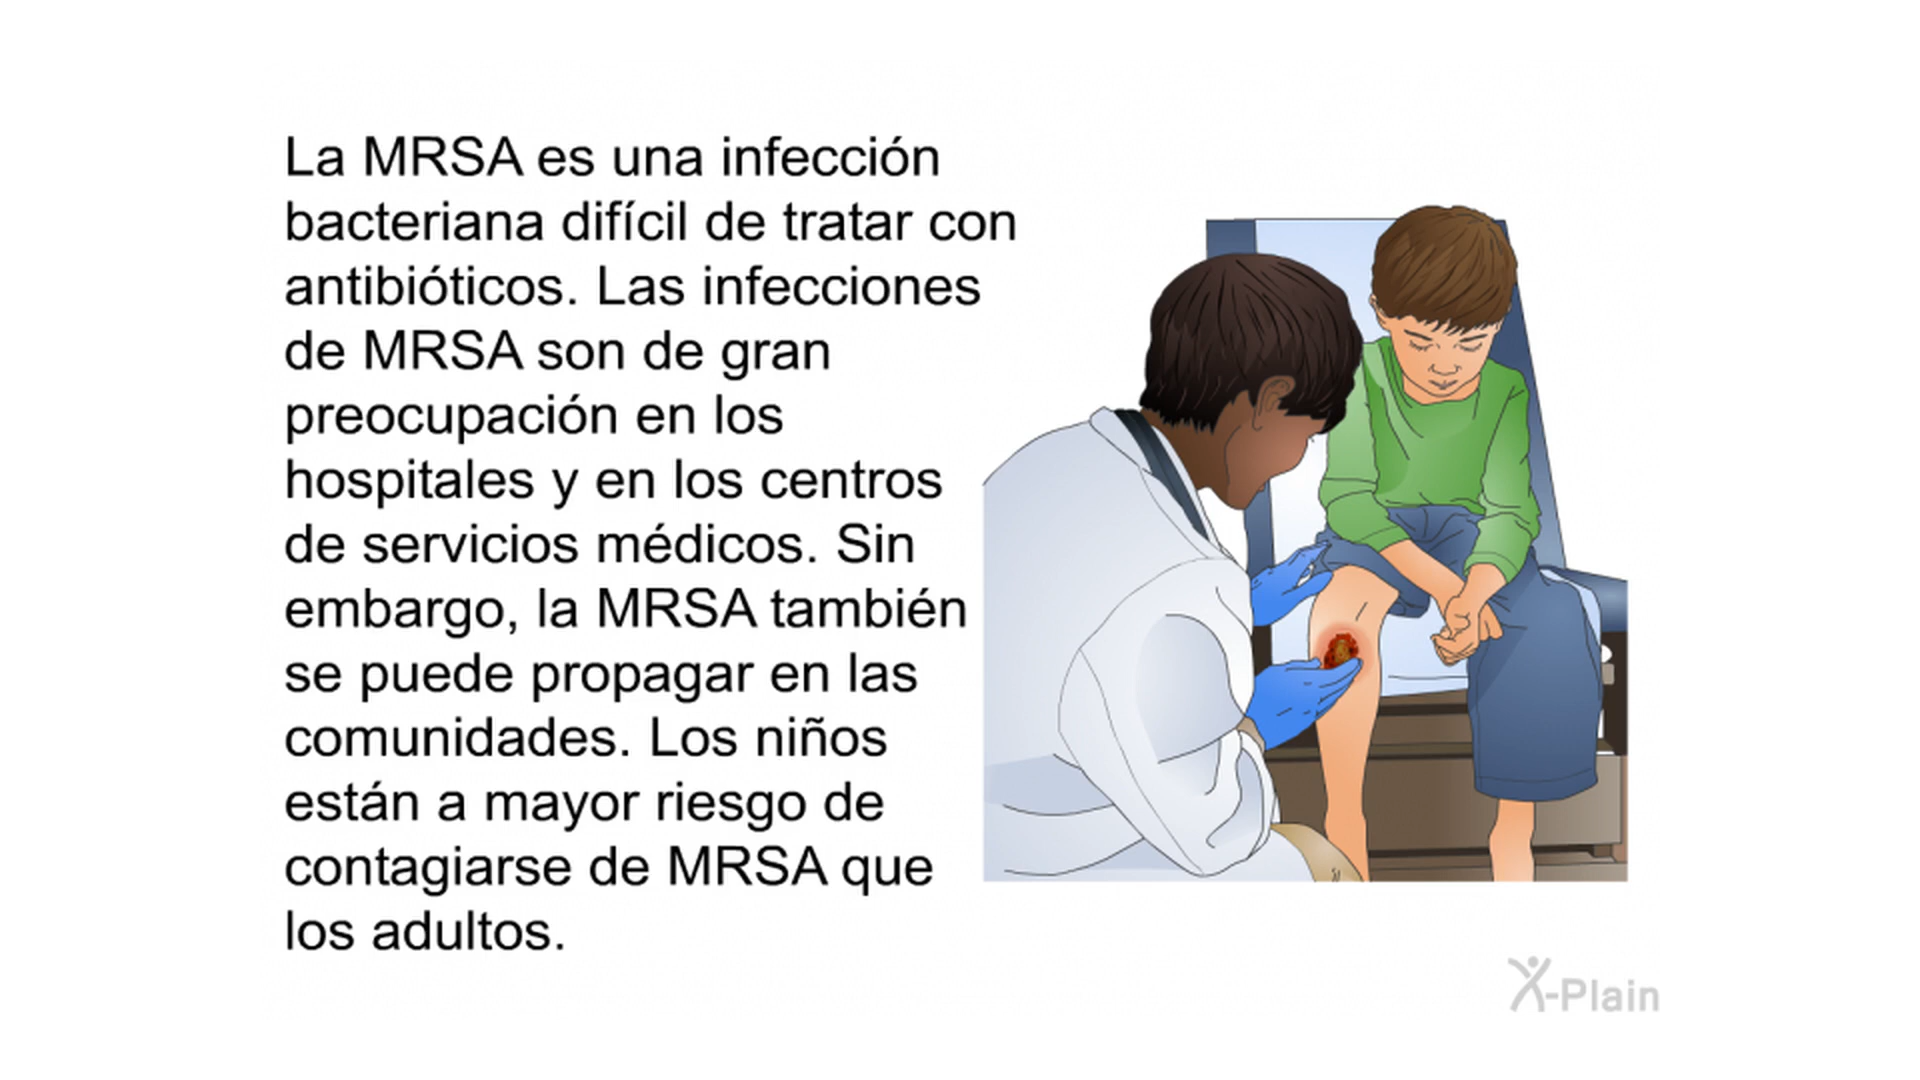 La MRSA es una infección
bacteriana difícil de tratar con
antibióticos. Las infecciones
de MRSA son de gran
preocupación en los
hospitales y en los centros
de servicios médicos. Sin
embargo, la MRSA también
se puede propagar en las
comunidades. Los niños
están a mayor riesgo de
contagiarse de MRSA que
los adultos.
X-Plain